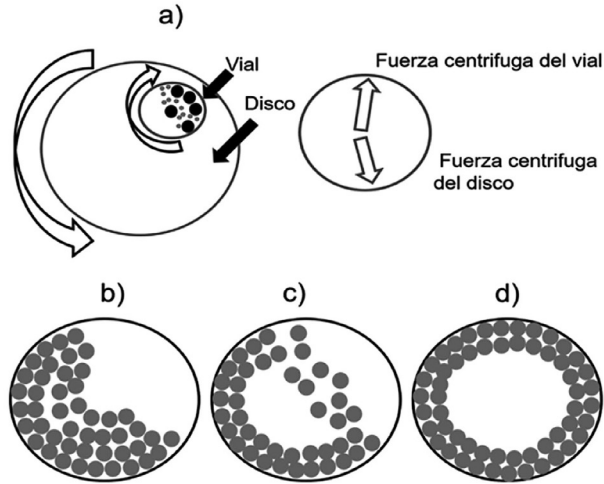 a)
Vial
Disco
Fuerza centrifuga del vial
Fuerza centrifuga
del disco
b)
c)
d)